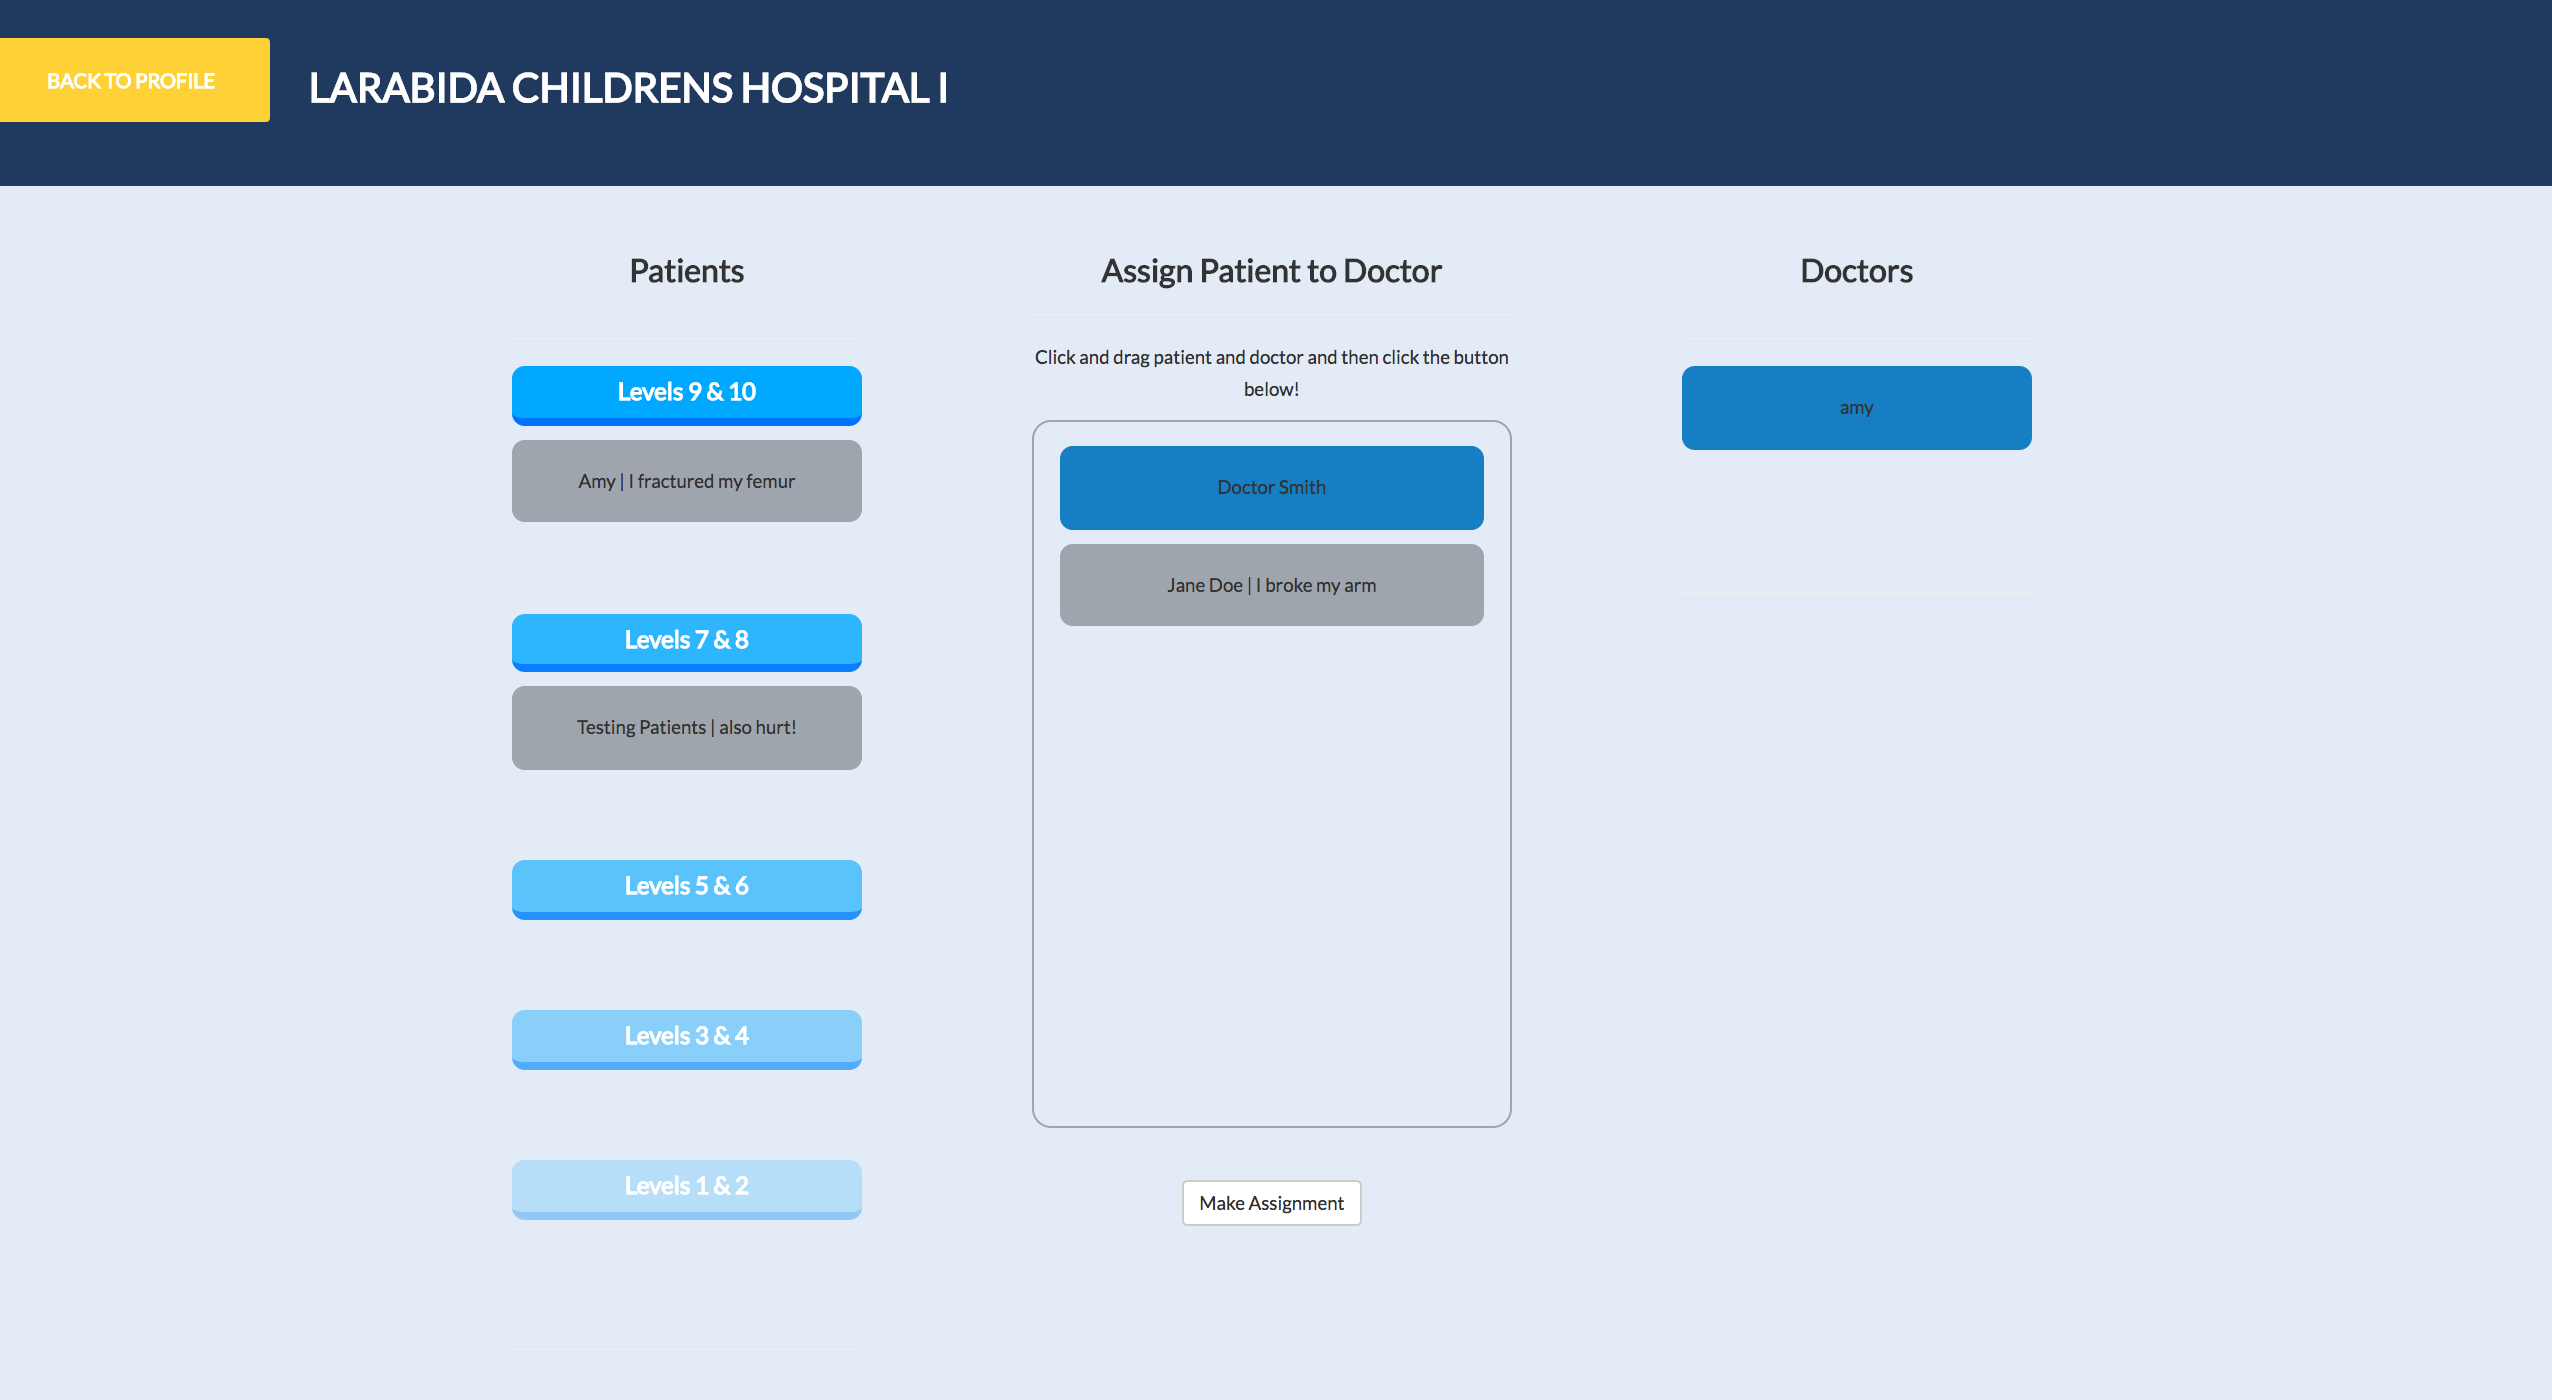 BACK TO PROFILE
LARABIDA CHILDRENS HOSPITAL I
Patients
Levels 9 & 10
Amy | I fractured my femur
Levels 7 & 8
Testing Patients | also hurt!
Levels 5 & 6
Levels 3 & 4
Levels 1 & 2
Assign Patient to Doctor
Click and drag patient and doctor and then click the button
below!
Doctor Smith
Jane Doe | I broke my arm
Make Assignment
Doctors
amy